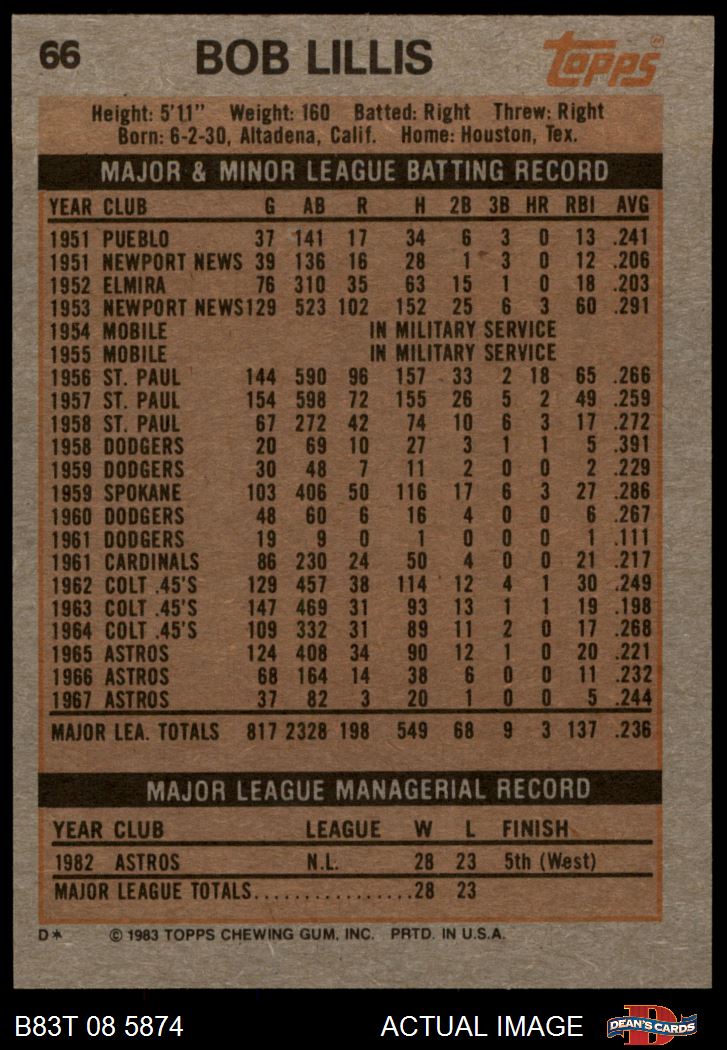 66 BOB LILLIS Topps
Height: 5'11" Weight: 160 Batted: Right Threw: Right
Born: 6-2-30, Altadena, Calif. Home: Houston, Tex.
MAJOR & MINOR LEAGUE BATTING RECORD
YEAR CLUB G AB R H 2B 3B HR RBI AVG
1951 PUEBLO 37 141 17 34 6 3 0 13 .241
1951 NEWPORT NEWS 39 136 16 28 1 3 0 12 .206
1952 ELMIRA 76 310 35 63 15 1 0 18 .203
1953 NEWPORT NEWS 129 523 102 152 25 6 3 60 .291
1954 MOBILE IN MILITARY SERVICE
1955 MOBILE IN MILITARY SERVICE
1956 ST. PAUL 144 590 96 157 33 2 18 65 .266
1957 ST. PAUL 154 598 72 155 26 5 2 49 .259
1958 ST. PAUL 67 272 42 74 10 6 3 17 .272
1958 DODGERS 20 69 10 27 3 1 1 5 .391
1959 DODGERS 30 48 7 11 2 0 0 2 .229
1959 SPOKANE 103 406 50 116 17 6 3 27 .286
1960 DODGERS 48 60 6 16 4 0 0 6 .267
1961 DODGERS 19 9 0 1 0 0 0 1 .111
1961 CARDINALS 86 230 24 50 4 0 0 21 .217
1962 COLT .45'S 129 457 38 114 12 4 1 30 .249
1963 COLT .45'S 147 469 31 93 13 1 1 19 .198
1964 COLT .45'S 109 332 31 89 11 2 0 17 .268
1965 ASTROS 124 408 34 90 12 1 0 20 .221
1966 ASTROS 68 164 14 38 6 0 0 11 .232
1967 ASTROS 37 82 3 20 1 0 0 5 .244
MAJOR LEA. TOTALS 817 2328 198 549 68 9 3 137 .236
MAJOR LEAGUE MANAGERIAL RECORD
YEAR CLUB LEAGUE W L FINISH
1982 ASTROS N.L. 28 23 5th (West)
MAJOR LEAGUE TOTALS................28 23
D* © 1983 TOPPS CHEWING GUM, INC. PRTD. IN U.S.A.
B83T 08 5874 ACTUAL IMAGE D DEAN'S CARDS